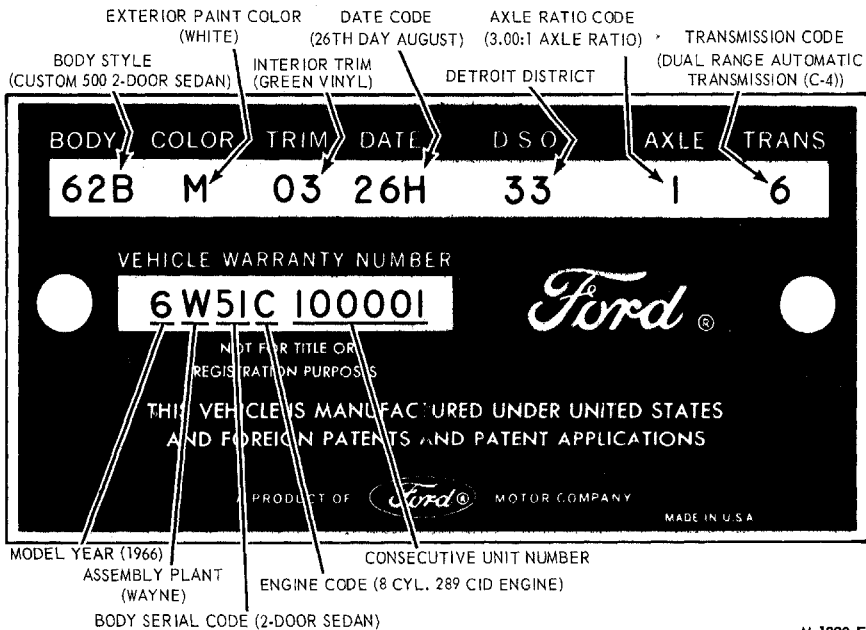 EXTERIOR PAINT COLOR
(WHITE)
DATE CODE
(26TH DAY AUGUST)
AXLE RATIO CODE
(3.00:1 AXLE RATIO)
TRANSMISSION CODE
(DUAL RANGE AUTOMATIC
TRANSMISSION (C-4))
BODY STYLE
(CUSTOM 500 2-DOOR SEDAN)
INTERIOR TRIM
(GREEN VINYL)
DETROIT DISTRICT
BODY COLOR TRIM DATE D S O AXLE TRANS
62B M 03 26H 33 1 6
VEHICLE WARRANTY NUMBER
6 W 51 C 100001
Ford ®
NOT FOR TITLE OR
REGISTRATION PURPOSES
THIS VEHICLE IS MANUFACTURED UNDER UNITED STATES
AND FOREIGN PATENTS AND PATENT APPLICATIONS
A PRODUCT OF Ford ® MOTOR COMPANY
MADE IN U.S.A
MODEL YEAR (1966)
CONSECUTIVE UNIT NUMBER
ASSEMBLY PLANT
(WAYNE)
ENGINE CODE (8 CYL. 289 CID ENGINE)
BODY SERIAL CODE (2-DOOR SEDAN)